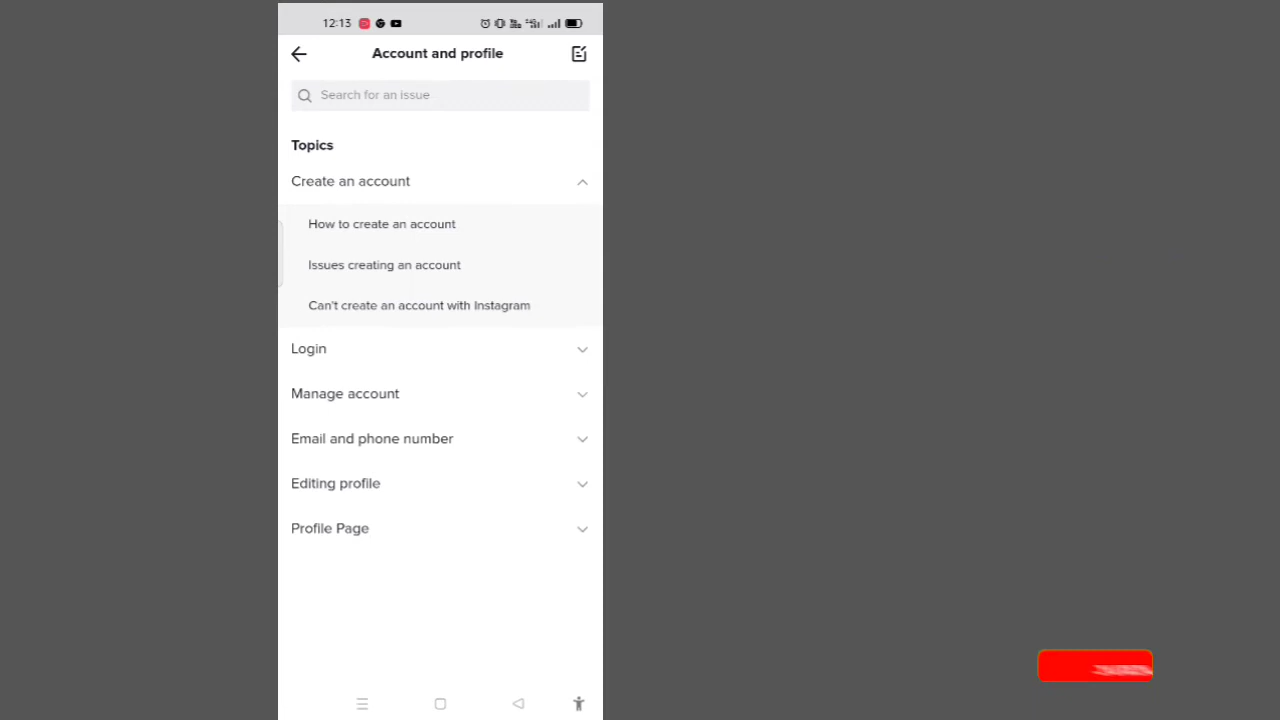 12:13
Account and profile
Search for an issue
Topics
Create an account
How to create an account
Issues creating an account
Can't create an account with Instagram
Login
Manage account
Email and phone number
Editing profile
Profile Page